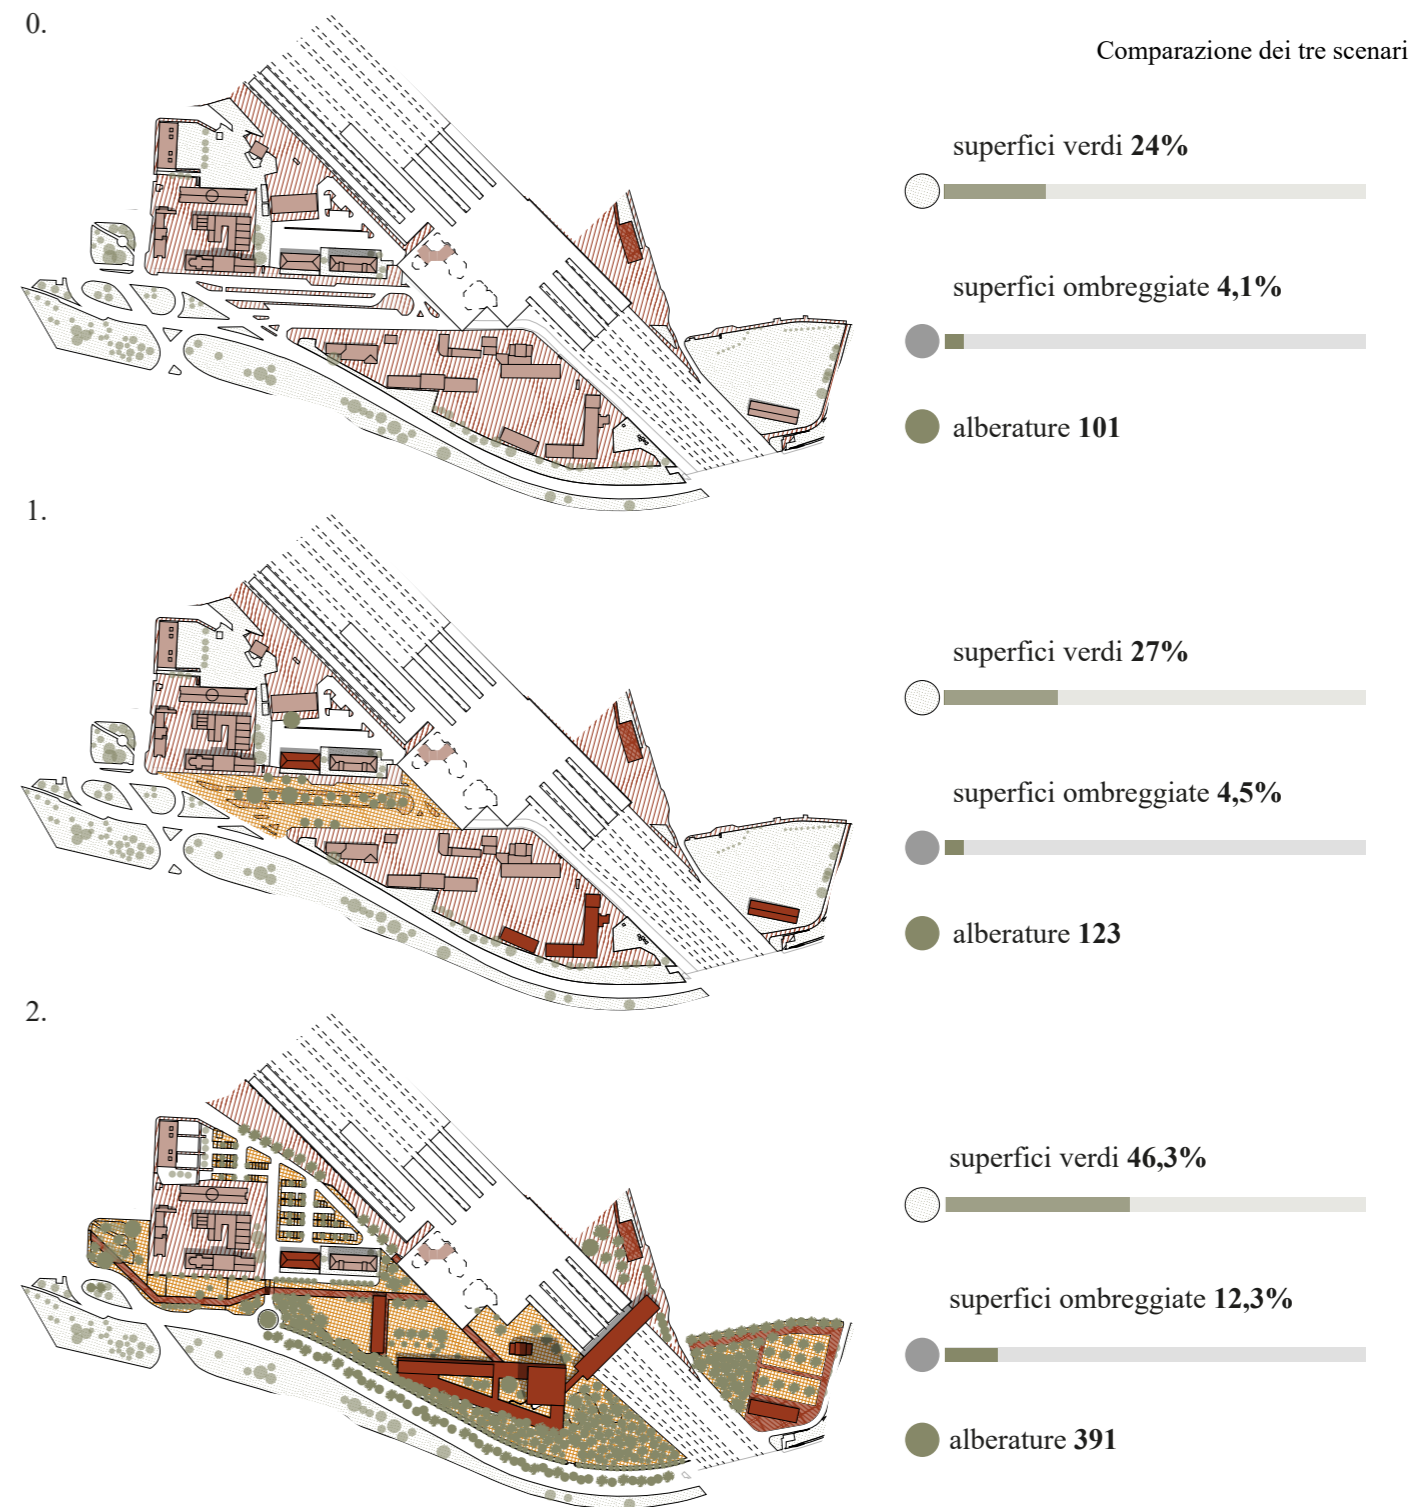 0.
Comparazione dei tre scenari
superfici verdi 24%
superfici ombreggiate 4,1%
alberature 101
1.
superfici verdi 27%
superfici ombreggiate 4,5%
alberature 123
2.
superfici verdi 46,3%
superfici ombreggiate 12,3%
alberature 391